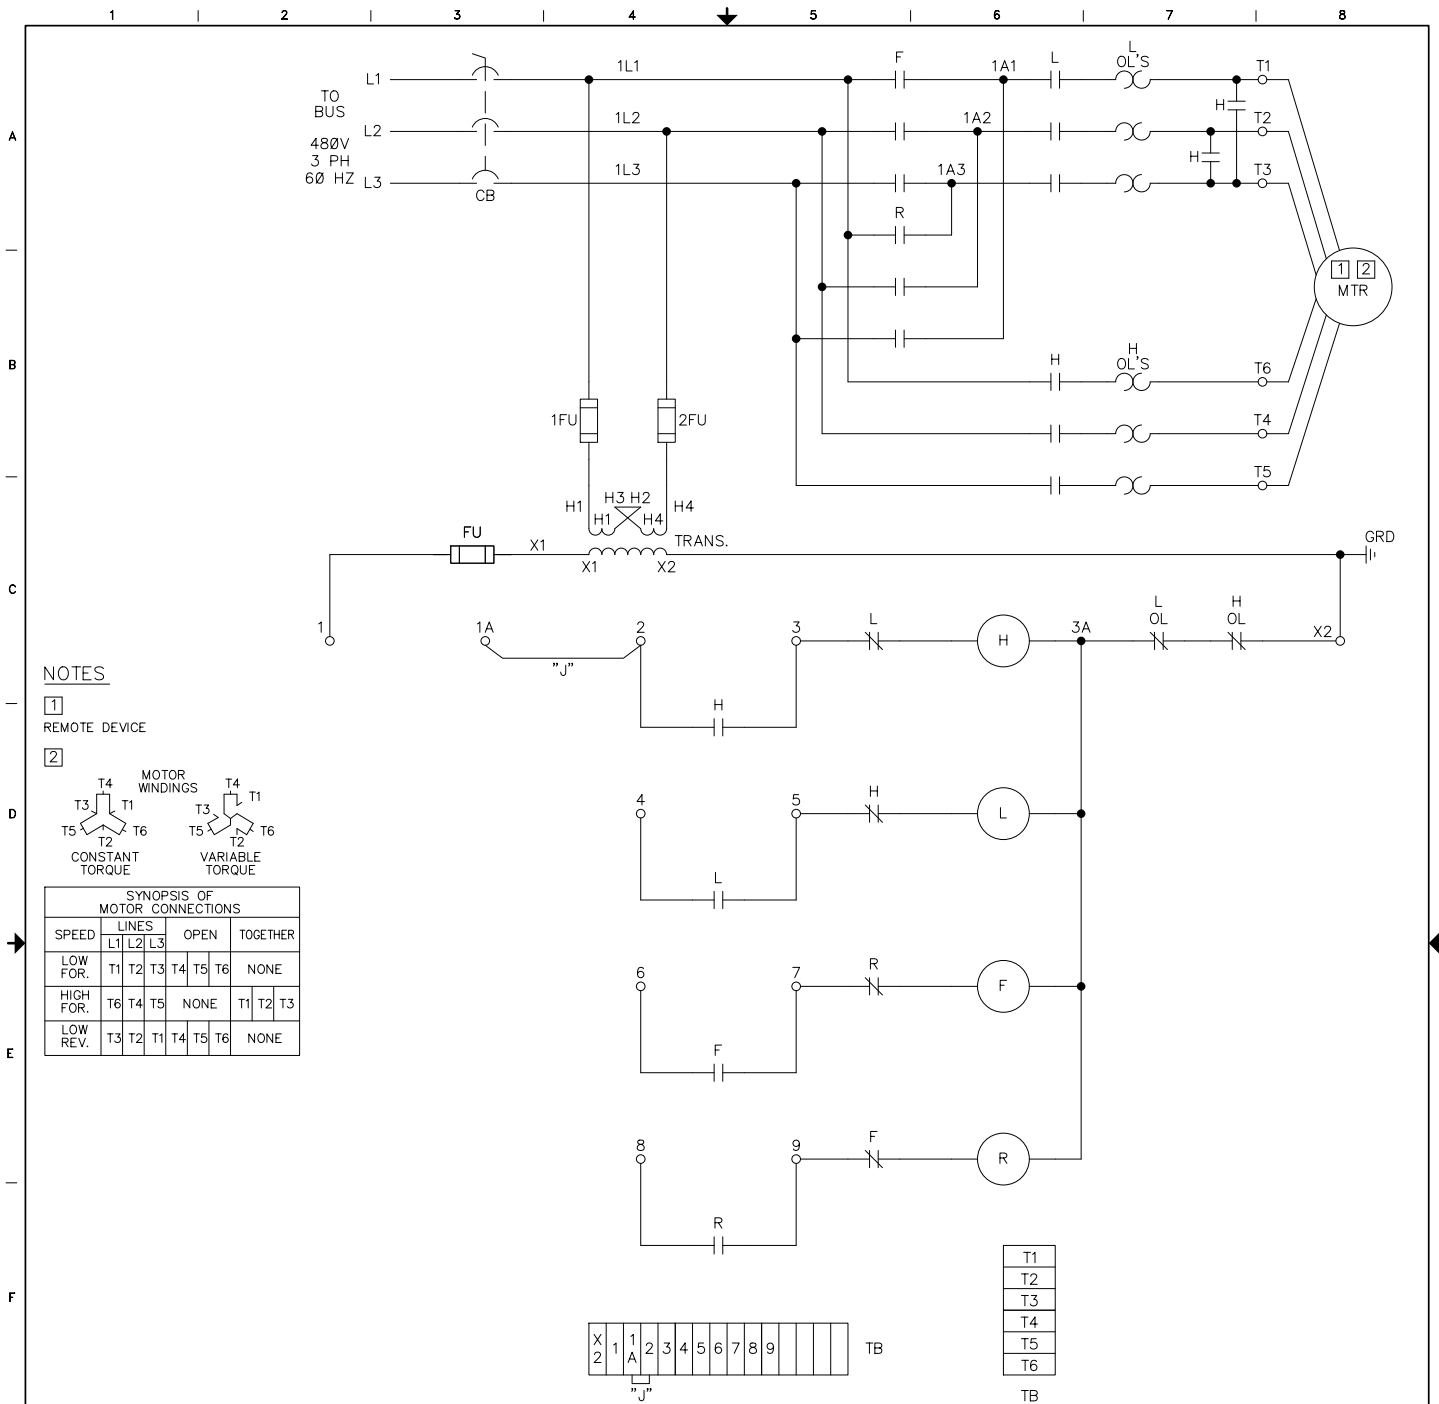 1 2 3 4 5 6 7 8
L1 1L1 F 1A1 L L OL'S T1
TO BUS
H
L2 1L2 1A2 T2
A
480V
3 PH
60 HZ
H
L3 1L3 1A3 T3
CB
R
1 2
MTR
B
H H OL'S T6
1FU 2FU
T4
T5
H1 H3 H2 H4
H1 H4
FU X1 TRANS. GRD
X1 X2
C
1 1A 2 3 L H 3A L OL H OL X2
"J"
NOTES
1
REMOTE DEVICE
H
2
MOTOR WINDINGS
T4 T4
T3 T1 T3 T1
T5 T6 T5 T6
T2 T2
CONSTANT TORQUE
VARIABLE TORQUE
D
4 5 H L
L
SYNOPSIS OF
MOTOR CONNECTIONS
SPEED LINES OPEN TOGETHER
L1 L2 L3
LOW FOR. T1 T2 T3 T4 T5 T6 NONE
HIGH FOR. T6 T4 T5 NONE T1 T2 T3
LOW REV. T3 T2 T1 T4 T5 T6 NONE
6 7 R F
E
F
8 9 F R
R
F
X2 1 1A 2 3 4 5 6 7 8 9 TB
"J"
T1
T2
T3
T4
T5
T6
TB